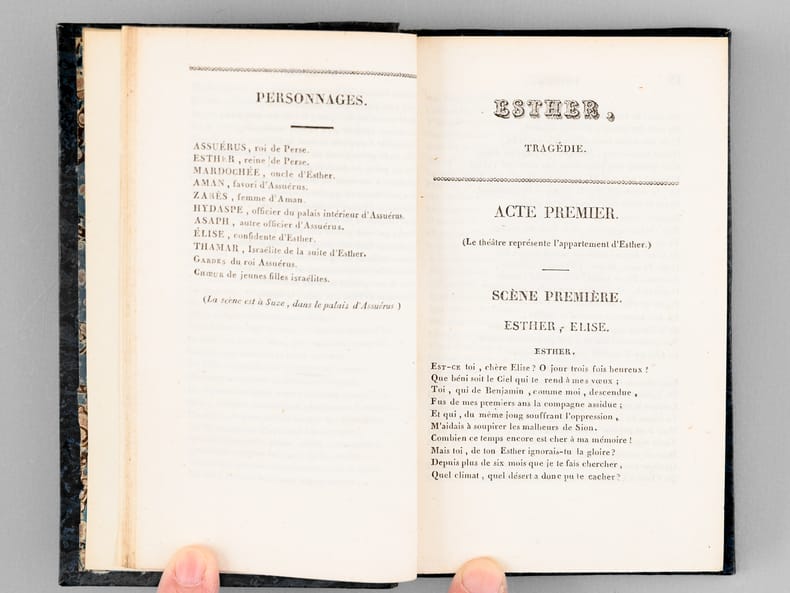 PERSONNAGES.
ASSUÉRUS, roi de Perse.
ESTHER, reine de Perse.
MARDOCHÉE, oncle d'Esther.
AMAN, favori d'Assuérus.
ZARÈS, femme d'Aman.
HYDASPE, officier du palais intérieur d'Assuérus.
ASAPH, autre officier d'Assuérus.
ÉLISE, confidente d'Esther.
THAMAR, Israélite de la suite d'Esther.
GARDES du roi Assuérus.
CHŒUR de jeunes filles israélites.
(La scène est à Suze, dans le palais d'Assuérus)
ESTHER,
TRAGÉDIE.
ACTE PREMIER.
(Le théâtre représente l'appartement d'Esther.)
SCÈNE PREMIÈRE.
ESTHER, ELISE.
ESTHER.
EST-CE toi, chère Elise? O jour trois fois heureux!
Que béni soit le Ciel qui te rend à mes vœux;
Toi, qui de Benjamin, comme moi, descendue,
Fus de mes premiers ans la compagne assidue;
Et qui, du même joug souffrant l'oppression,
M'aidais à soupirer les malheurs de Sion.
Combien ce temps encore est cher à ma mémoire!
Mais toi, de ton Esther ignorais-tu la gloire?
Depuis plus de six mois que je te fais chercher,
Quel climat, quel désert a donc pu te cacher?